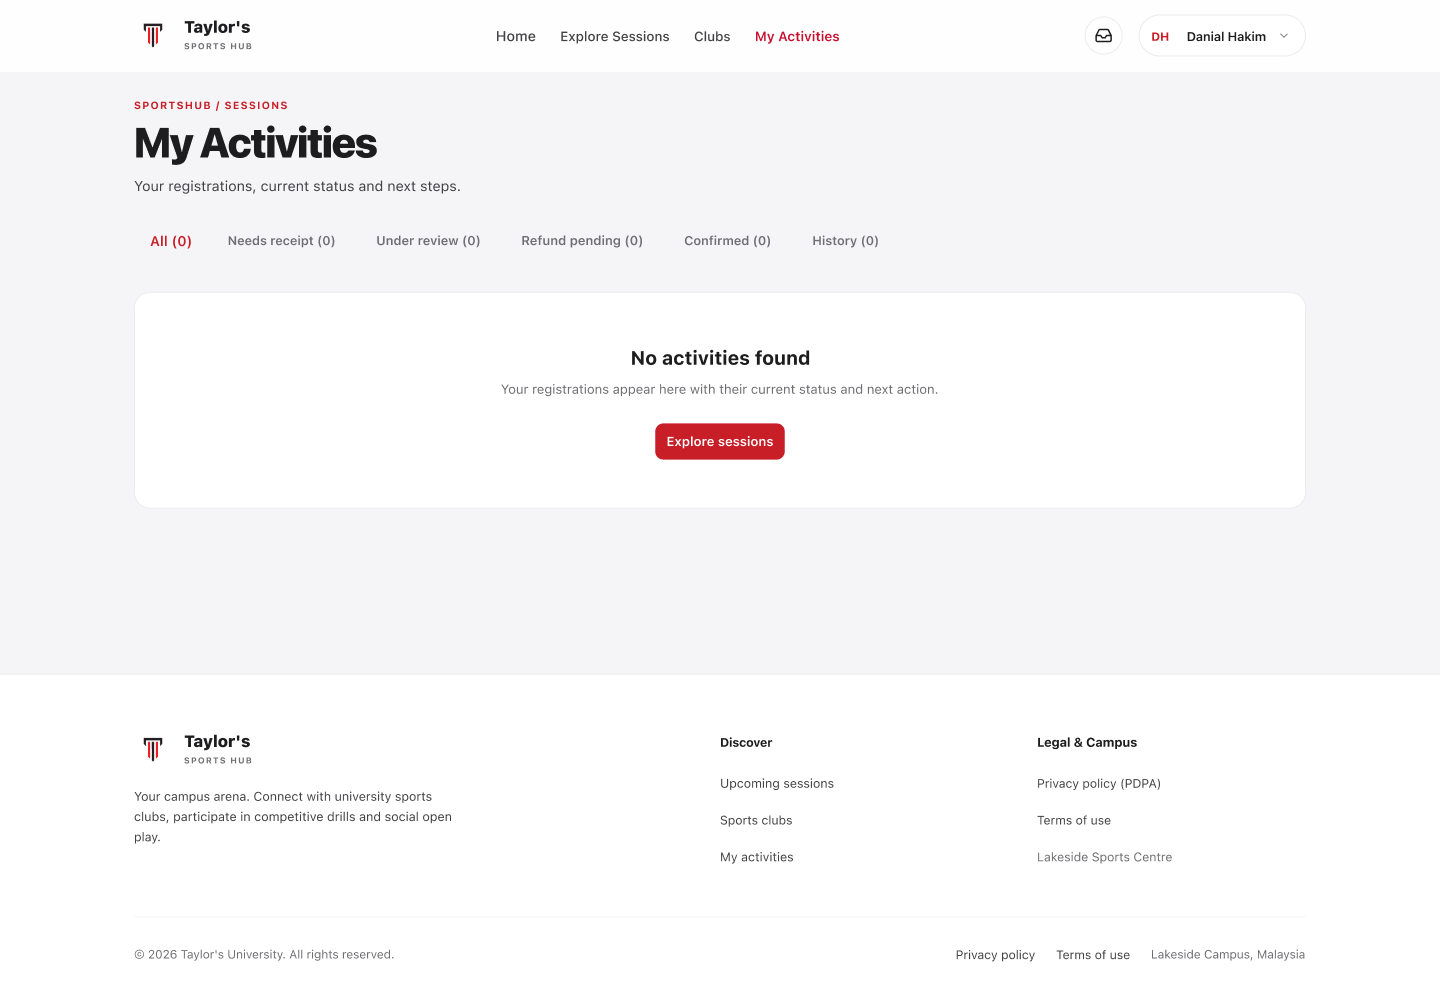 Taylor's
SPORTS HUB
Home
Explore Sessions
Clubs
My Activities
DH
Danial Hakim
SPORTSHUB / SESSIONS
My Activities
Your registrations, current status and next steps.
All (0)
Needs receipt (0)
Under review (0)
Refund pending (0)
Confirmed (0)
History (0)
No activities found
Your registrations appear here with their current status and next action.
Explore sessions
Taylor's
SPORTS HUB
Your campus arena. Connect with university sports
clubs, participate in competitive drills and social open
play.
Discover
Upcoming sessions
Sports clubs
My activities
Legal & Campus
Privacy policy (PDPA)
Terms of use
Lakeside Sports Centre
© 2026 Taylor's University. All rights reserved.
Privacy policy
Terms of use
Lakeside Campus, Malaysia